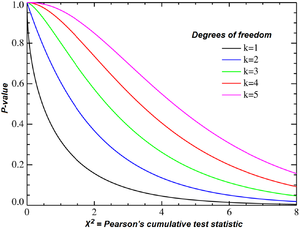 Degrees of freedom
k=1
k=2
k=3
k=4
k=5
P-value
1.0
0.8
0.6
0.4
0.2
0.0
0
2
4
6
8
X² = Pearson's cumulative test statistic